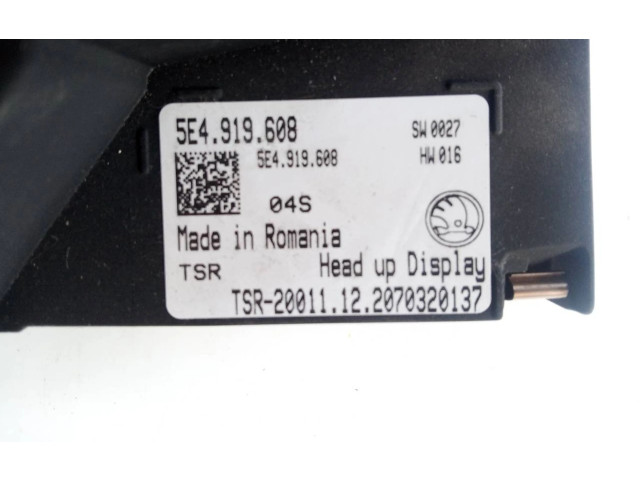 5E4.919.608
SW 0027
5E4.919.608
HW 016
04S
Made in Romania
TSR
Head up Display
TSR-20011.12.2070320137